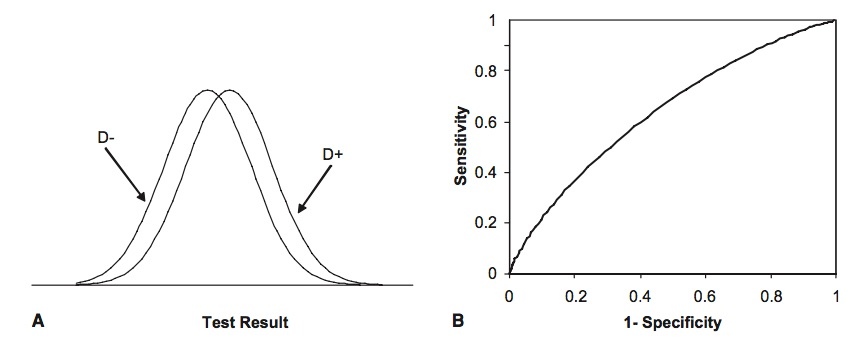 D-
D+
A
Test Result
1
0.8
0.6
0.4
0.2
0
Sensitivity
0
0.2
0.4
0.6
0.8
1
B
1- Specificity